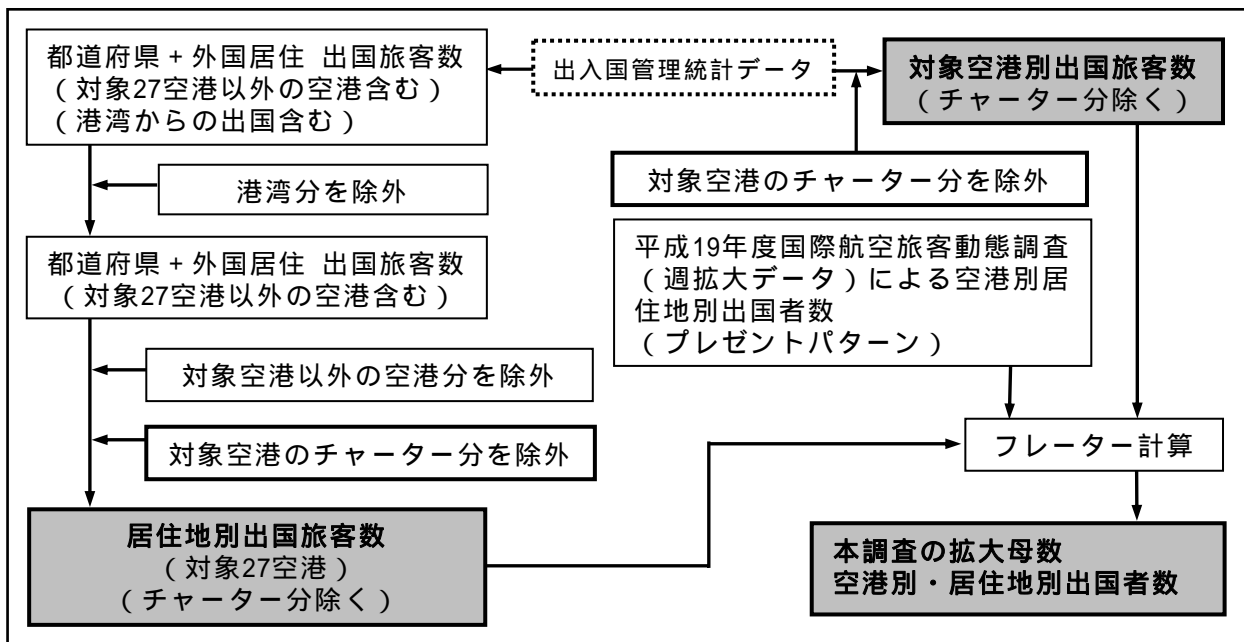 都道府県+外国居住 出国旅客数
(対象27空港以外の空港含む)
(港湾からの出国含む)
出入国管理統計データ
対象空港別出国旅客数
(チャーター分除く)
港湾分を除外
対象空港のチャーター分を除外
都道府県+外国居住 出国旅客数
(対象27空港以外の空港含む)
平成19年度国際航空旅客動態調査
(週拡大データ)による空港別居
住地別出国者数
(プレゼントパターン)
対象空港以外の空港分を除外
対象空港のチャーター分を除外
フレーター計算
居住地別出国旅客数
(対象27空港)
(チャーター分除く)
本調査の拡大母数
空港別・居住地別出国者数